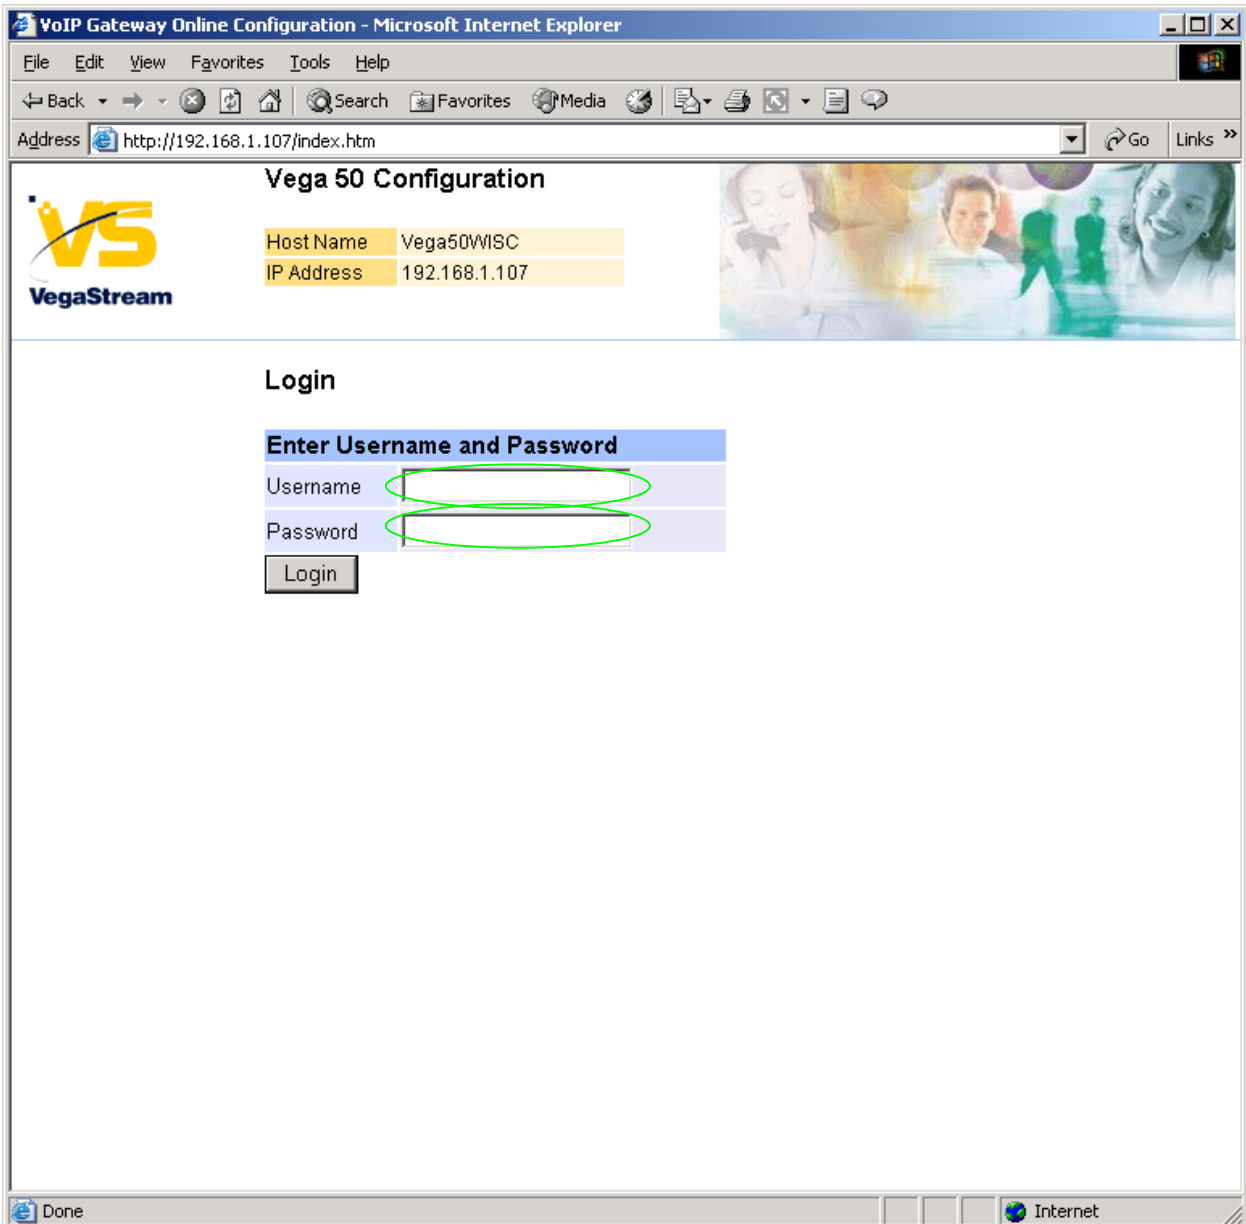 VoIP Gateway Online Configuration - Microsoft Internet Explorer
File Edit View Favorites Tools Help
Back Search Favorites Media
Address http://192.168.1.107/index.htm Go Links »
VS
VegaStream
Vega 50 Configuration
Host Name Vega50WISC
IP Address 192.168.1.107
Login
Enter Username and Password
Username
Password
Login
Done Internet